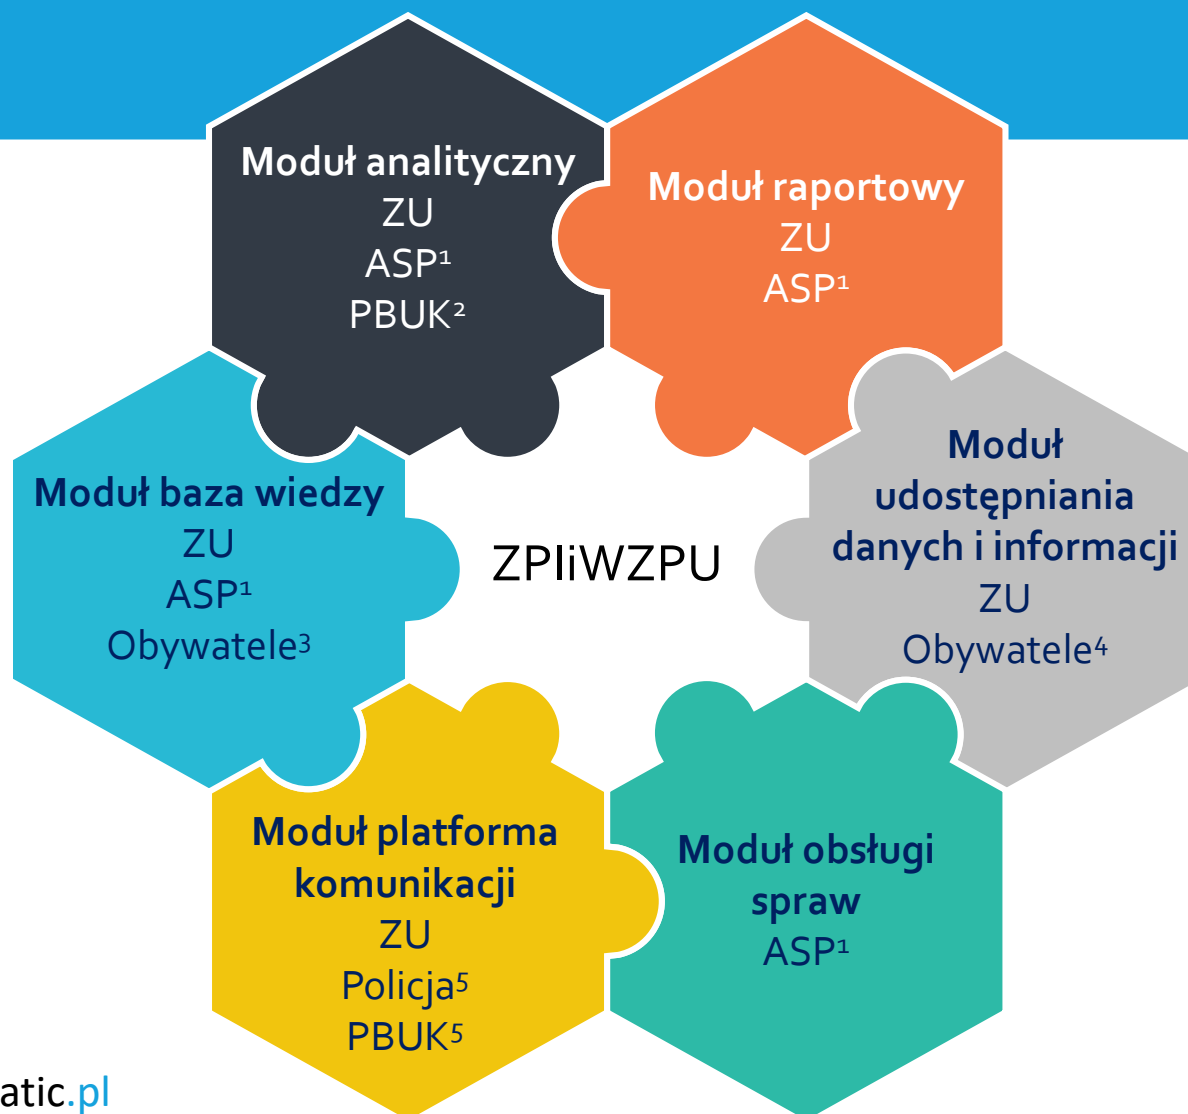 Moduł analityczny
ZU
ASP¹
PBUK²
Moduł raportowy
ZU
ASP¹
Moduł baza wiedzy
ZU
ASP¹
Obywatele³
ZPIiWZPU
Moduł
udostępniania
danych i informacji
ZU
Obywatele⁴
Moduł platforma
komunikacji
ZU
Policja⁵
PBUK⁵
Moduł obsługi
spraw
ASP¹
atic.pl